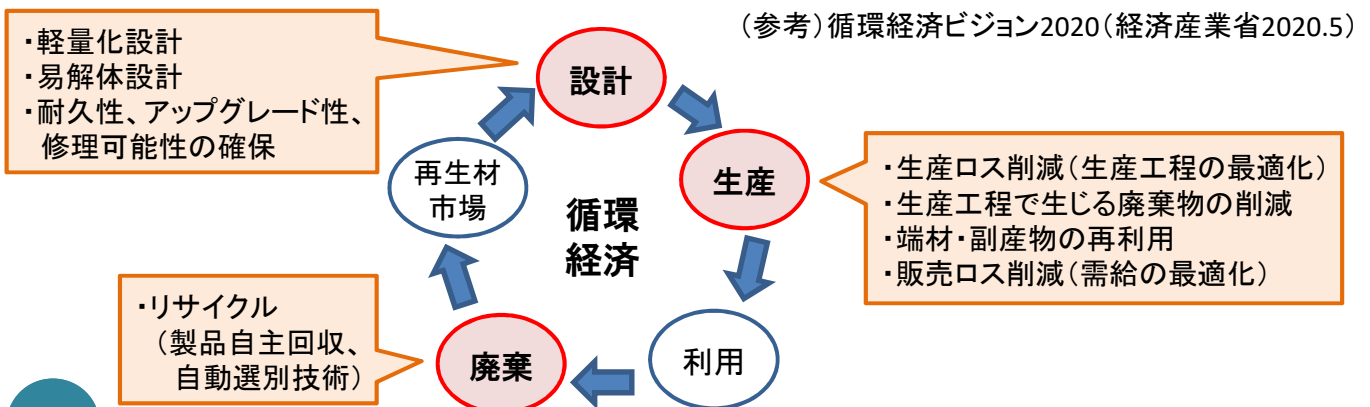 (参考)循環経済ビジョン2020(経済産業省2020.5)
・軽量化設計
・易解体設計
・耐久性、アップグレード性、
修理可能性の確保
設計
生産
・生産ロス削減(生産工程の最適化)
・生産工程で生じる廃棄物の削減
・端材・副産物の再利用
・販売ロス削減(需給の最適化)
再生材
市場
循環
経済
・リサイクル
(製品自主回収、
自動選別技術)
廃棄
利用